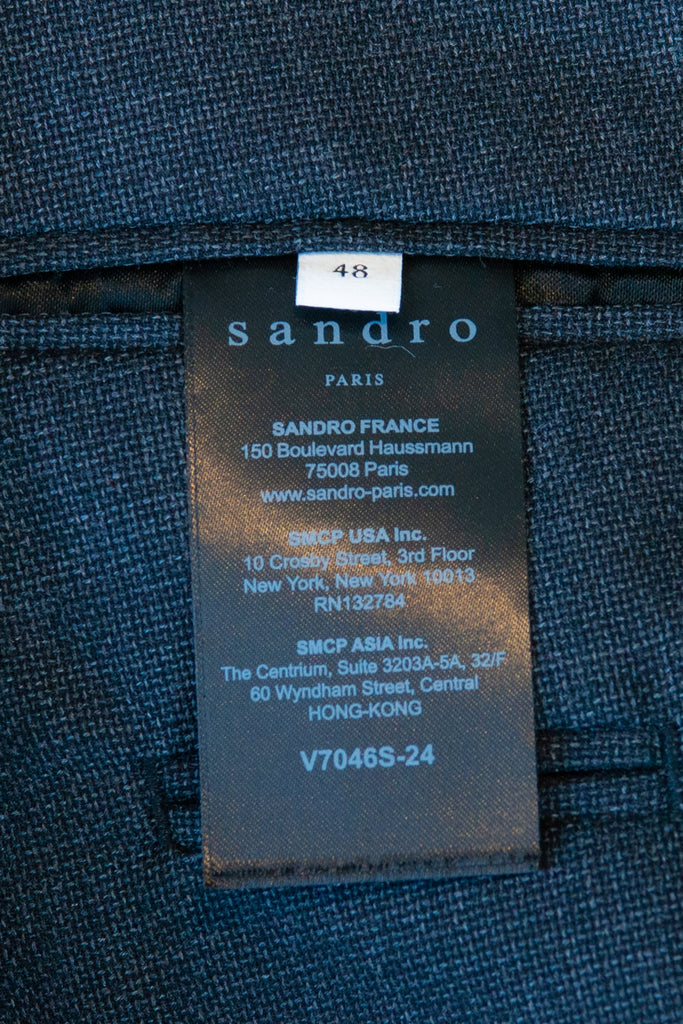 48
sandro
PARIS
SANDRO FRANCE
150 Boulevard Haussmann
75008 Paris
www.sandro-paris.com
SMCP USA Inc.
10 Crosby Street, 3rd Floor
New York, New York 10013
RN132784
SMCP ASIA Inc.
The Centrium, Suite 3203A-5A, 32/F
60 Wyndham Street, Central
HONG-KONG
V7046S-24